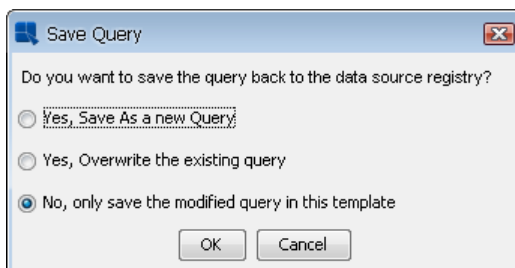 Save Query
Do you want to save the query back to the data source registry?
Yes, Save As a new Query
Yes, Overwrite the existing query
No, only save the modified query in this template
OK Cancel